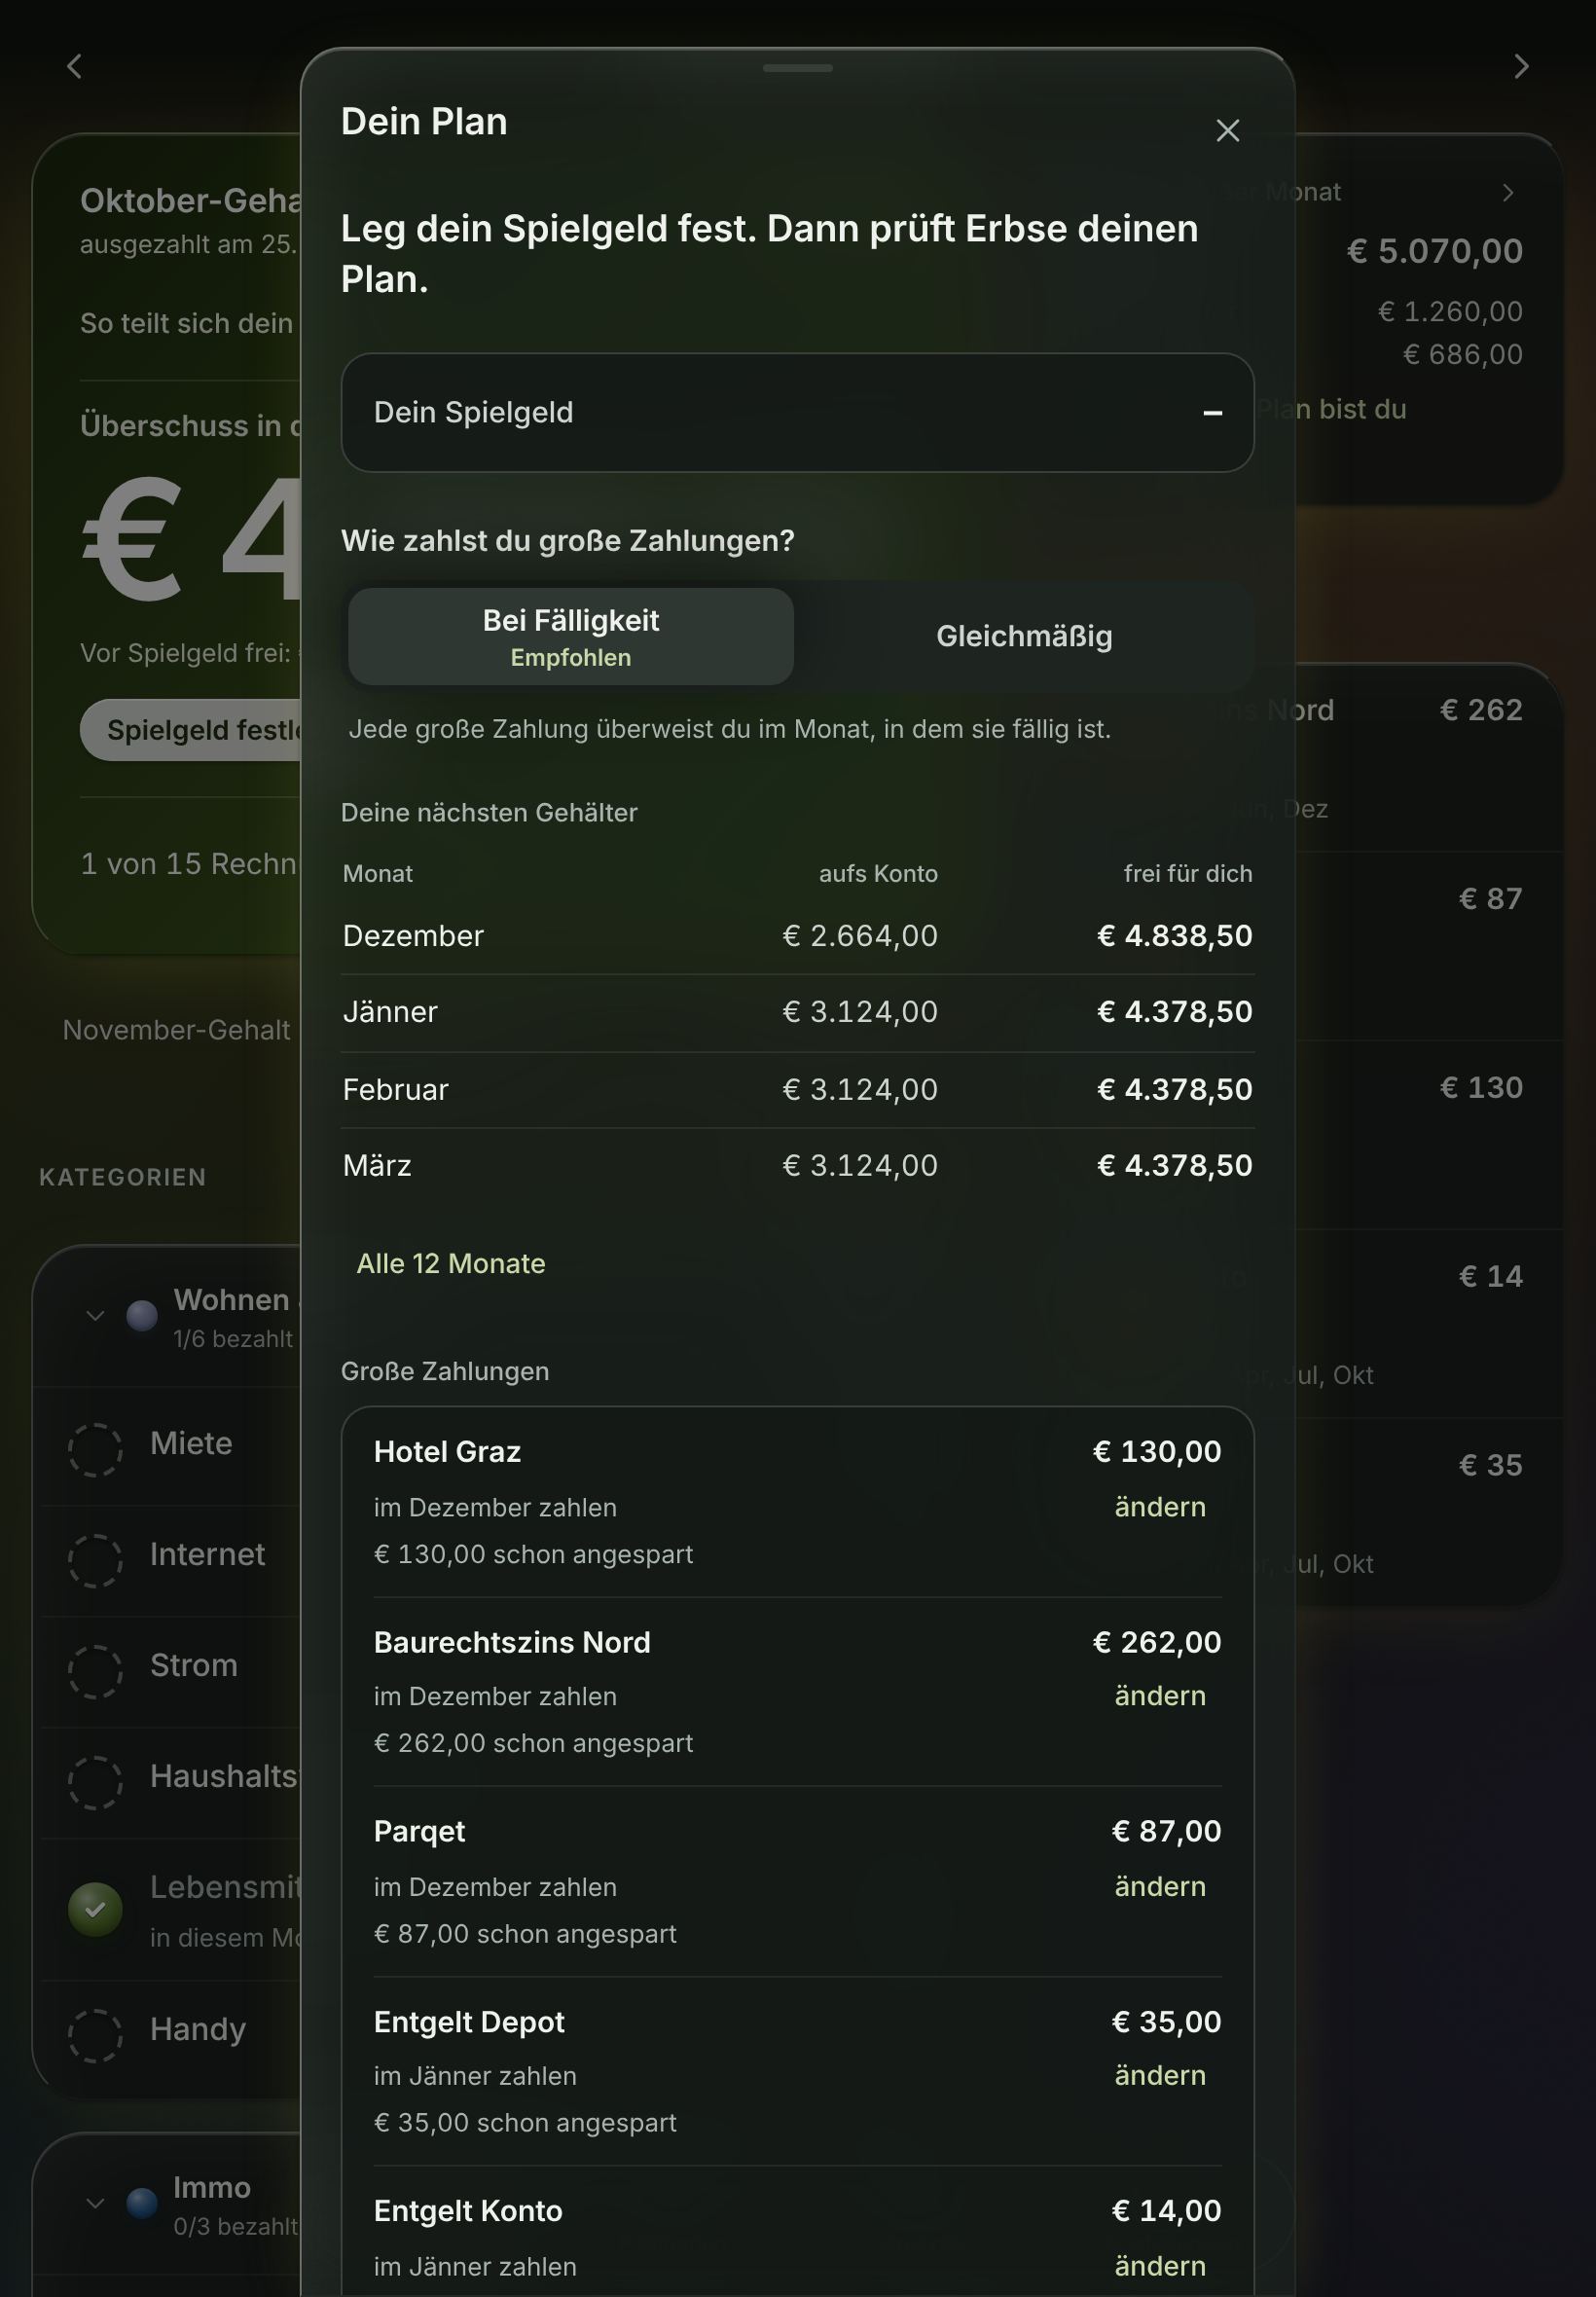 Dein Plan
Leg dein Spielgeld fest. Dann prüft Erbse deinen
Plan.
Dein Spielgeld –
Wie zahlst du große Zahlungen?
Bei Fälligkeit
Empfohlen
Gleichmäßig
Jede große Zahlung überweist du im Monat, in dem sie fällig ist.
Deine nächsten Gehälter
Monat aufs Konto frei für dich
Dezember € 2.664,00 € 4.838,50
Jänner € 3.124,00 € 4.378,50
Februar € 3.124,00 € 4.378,50
März € 3.124,00 € 4.378,50
Alle 12 Monate
Große Zahlungen
Hotel Graz € 130,00
im Dezember zahlen ändern
€ 130,00 schon angespart
Baurechtszins Nord € 262,00
im Dezember zahlen ändern
€ 262,00 schon angespart
Parqet € 87,00
im Dezember zahlen ändern
€ 87,00 schon angespart
Entgelt Depot € 35,00
im Jänner zahlen ändern
€ 35,00 schon angespart
Entgelt Konto € 14,00
im Jänner zahlen ändern
Oktober-Geha
ausgezahlt am 25.
So teilt sich dein
Überschuss in d
€ 4
Vor Spielgeld frei:
Spielgeld festle
1 von 15 Rechn
November-Gehalt
KATEGORIEN
Wohnen
1/6 bezahlt
Miete
Internet
Strom
Haushalts
Lebensmit
in diesem Mo
Handy
Immo
0/3 bezahlt
Monat
€ 5.070,00
€ 1.260,00
€ 686,00
Plan bist du
Nord € 262
Dez
€ 87
€ 130
€ 14
Jul, Okt
€ 35
Jul, Okt